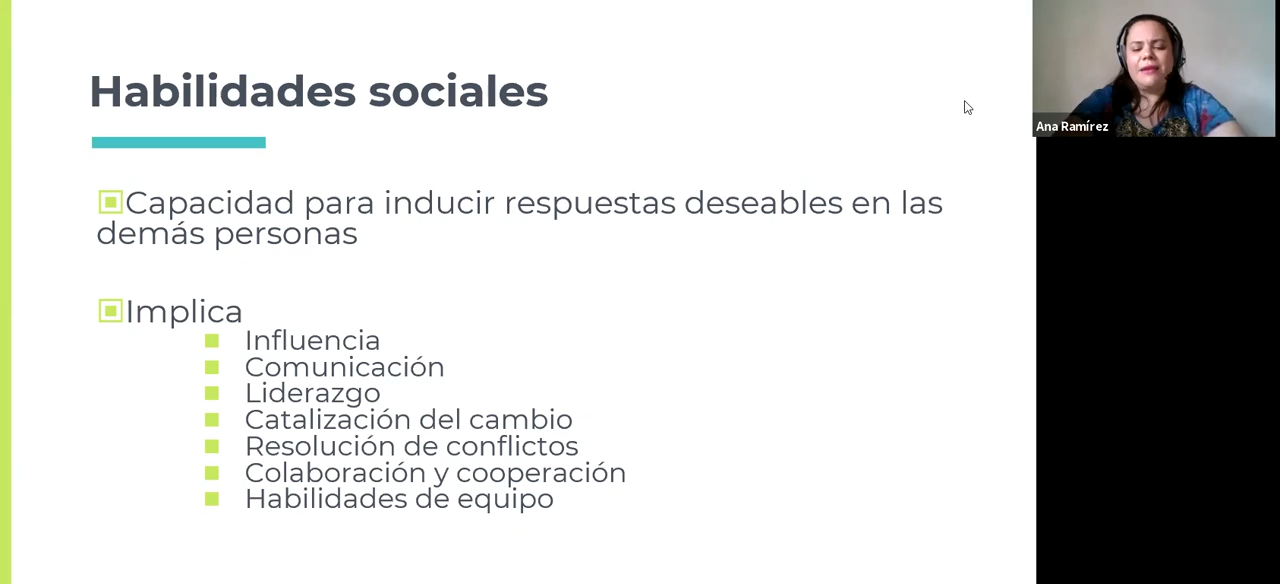 Habilidades sociales
Capacidad para inducir respuestas deseables en las
demás personas
Implica
Influencia
Comunicación
Liderazgo
Catalización del cambio
Resolución de conflictos
Colaboración y cooperación
Habilidades de equipo
Ana Ramírez